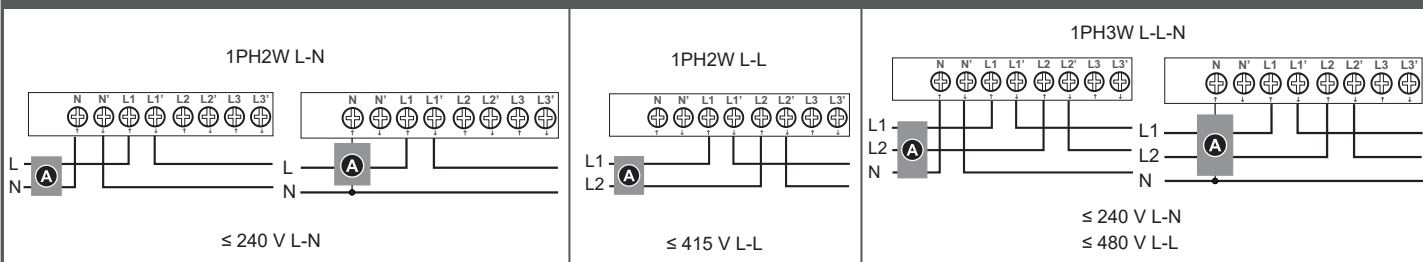 1PH2W L-N
N N' L1 L1' L2 L2' L3 L3'
N N' L1 L1' L2 L2' L3 L3'
L
A
N
L
A
N
≤ 240 V L-N
1PH2W L-L
N N' L1 L1' L2 L2' L3 L3'
L1
A
L2
≤ 415 V L-L
1PH3W L-L-N
N N' L1 L1' L2 L2' L3 L3'
N N' L1 L1' L2 L2' L3 L3'
L1
L2
A
N
L1
A
L2
N
≤ 240 V L-N
≤ 480 V L-L